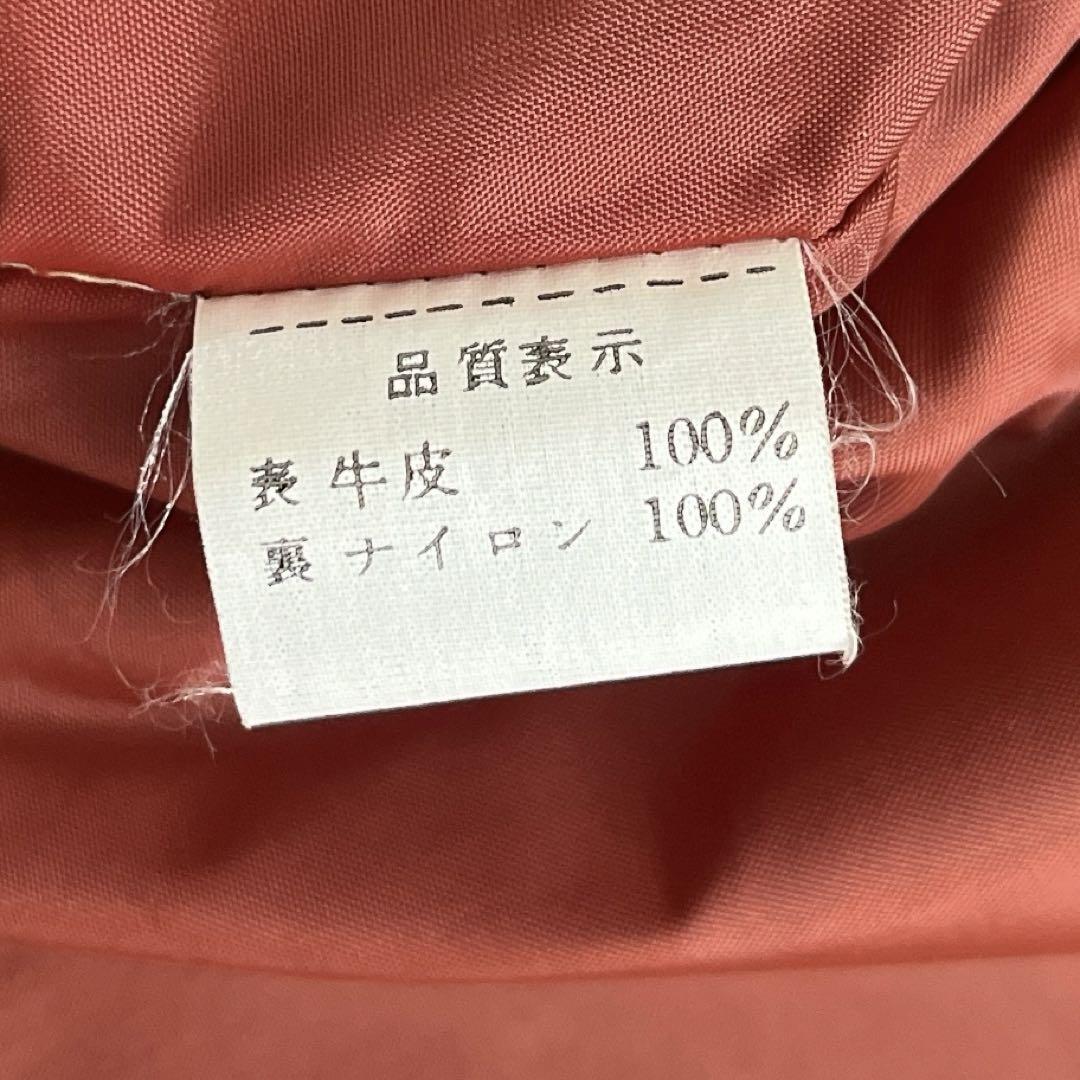 品質表示
表 牛皮 100%
裏 ナイロン 100%